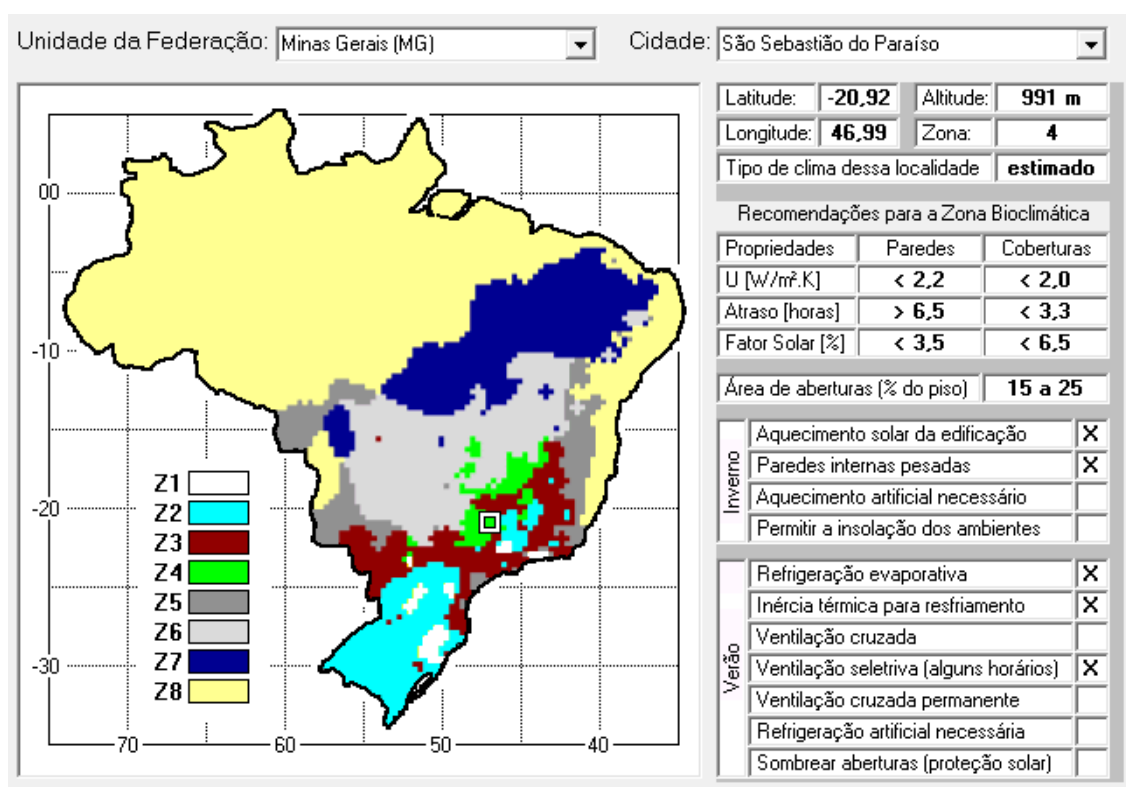 Unidade da Federação: Minas Gerais (MG) Cidade: São Sebastião do Paraíso
00
-10
-20
-30
-70 60 50 -40
Z1
Z2
Z3
Z4
Z5
Z6
Z7
Z8
Latitude: -20,92 Altitude: 991 m
Longitude: 46,99 Zona: 4
Tipo de clima dessa localidade estimado
Recomendações para a Zona Bioclimática
Propriedades Paredes Coberturas
U [W/m².K] < 2,2 < 2,0
Atraso [horas] > 6,5 < 3,3
Fator Solar [%] < 3,5 < 6,5
Área de aberturas (% do piso) 15 a 25
Inverno
Aquecimento solar da edificação X
Paredes internas pesadas X
Aquecimento artificial necessário
Permitir a insolação dos ambientes
Verão
Refrigeração evaporativa X
Inércia térmica para resfriamento X
Ventilação cruzada
Ventilação seletriva (alguns horários) X
Ventilação cruzada permanente
Refrigeração artificial necessária
Sombrear aberturas (proteção solar)